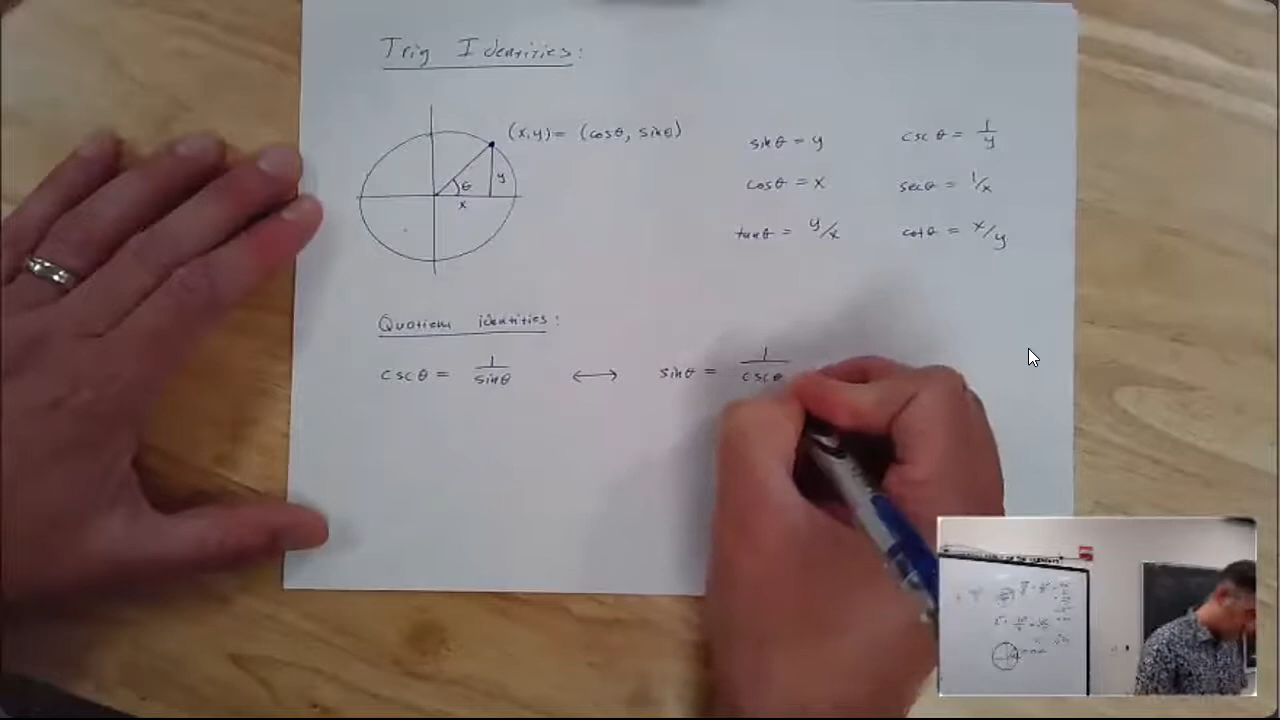 Trig Identities:
(x,y) = (cosθ, sinθ)
y
θ
x
sinθ = y
cscθ = 1/y
cosθ = x
secθ = 1/x
tanθ = y/x
cotθ = x/y
Quotient identities:
cscθ = 1/sinθ ⟷ sinθ = 1/cscθ